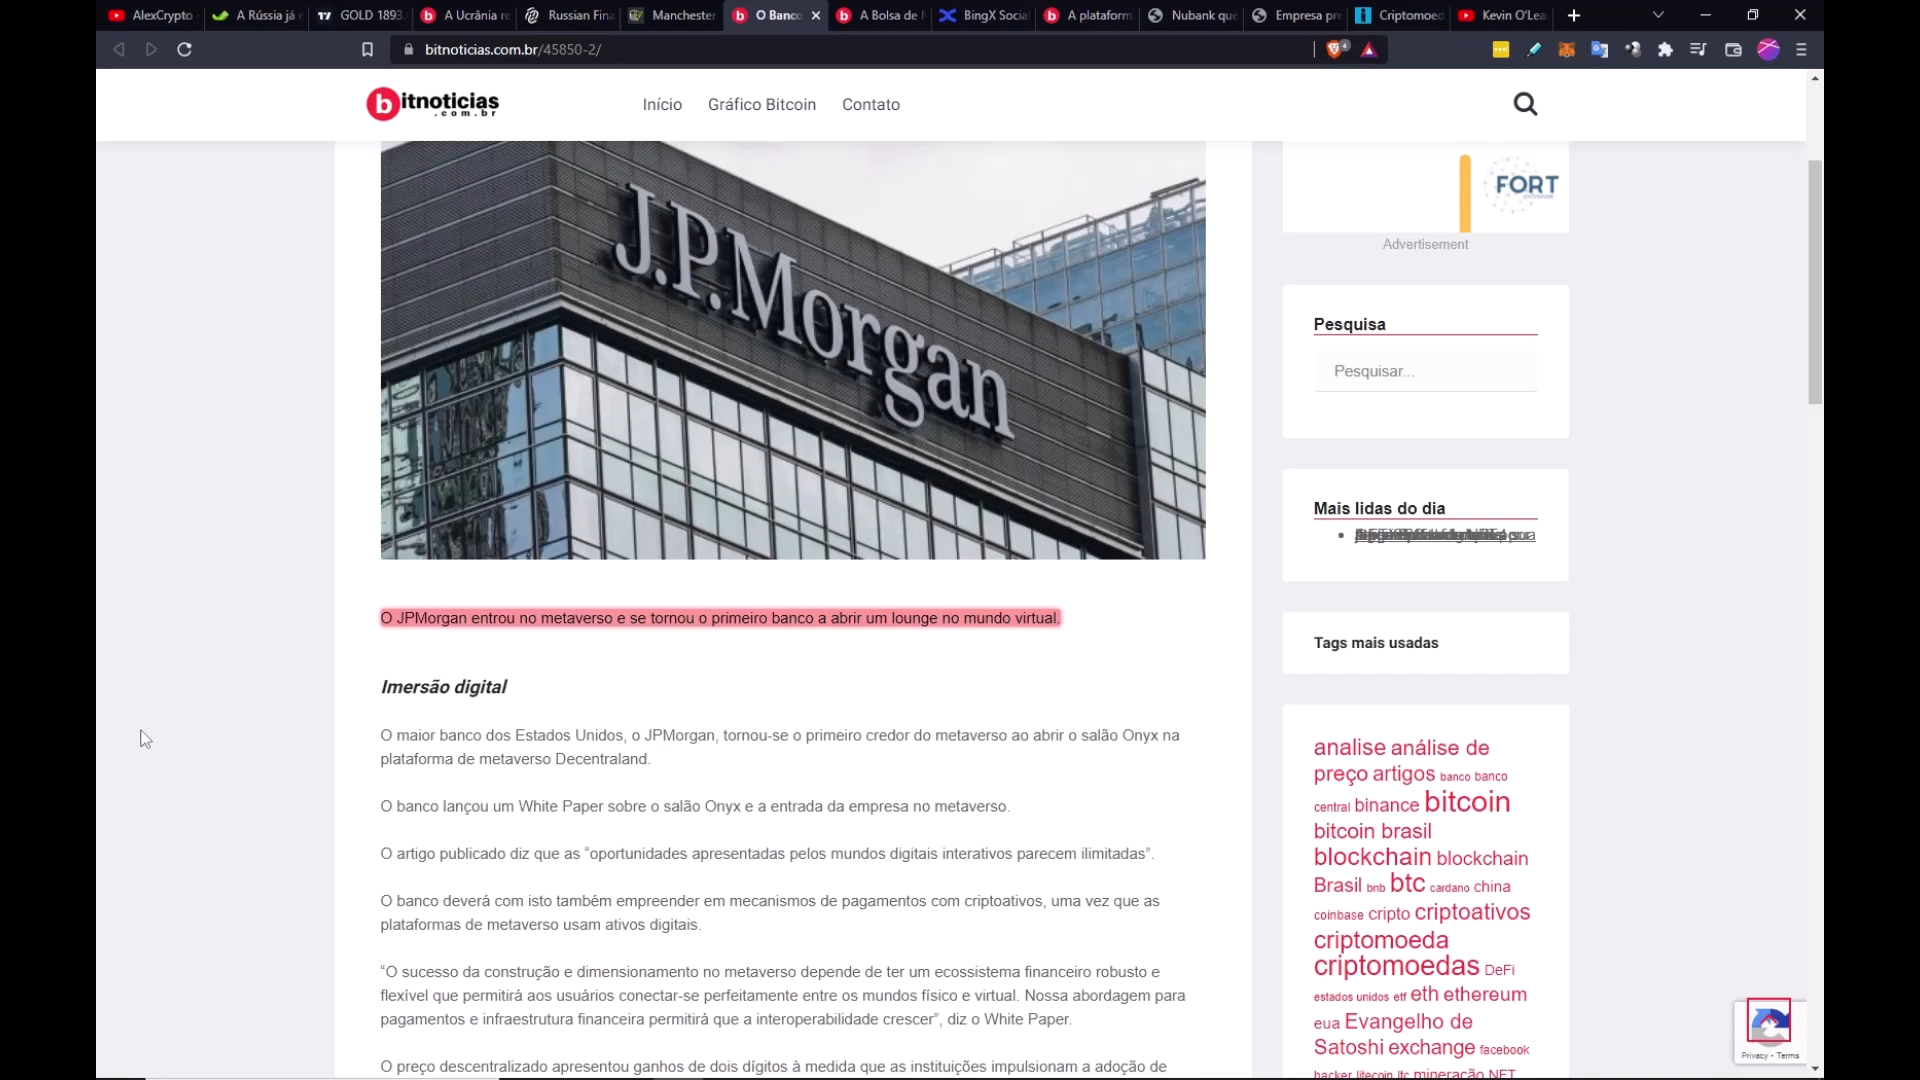 AlexCrypto
A Rússia já
GOLD 1893.
A Ucrânia re
Russian Fina
Manchester
O Banco
A Bolsa de
BingX Social
A plataform
Nubank que
Empresa pre
Criptomoed
Kevin O'Lea
bitnoticias.com.br/45850-2/
bitnoticias
.com.br
Início
Gráfico Bitcoin
Contato
J.P.Morgan
O JPMorgan entrou no metaverso e se tornou o primeiro banco a abrir um lounge no mundo virtual.
Imersão digital
O maior banco dos Estados Unidos, o JPMorgan, tornou-se o primeiro credor do metaverso ao abrir o salão Onyx na
plataforma de metaverso Decentraland.
O banco lançou um White Paper sobre o salão Onyx e a entrada da empresa no metaverso.
O artigo publicado diz que as “oportunidades apresentadas pelos mundos digitais interativos parecem ilimitadas”.
O banco deverá com isto também empreender em mecanismos de pagamentos com criptoativos, uma vez que as
plataformas de metaverso usam ativos digitais.
“O sucesso da construção e dimensionamento no metaverso depende de ter um ecossistema financeiro robusto e
flexível que permitirá aos usuários conectar-se perfeitamente entre os mundos físico e virtual. Nossa abordagem para
pagamentos e infraestrutura financeira permitirá que a interoperabilidade crescer”, diz o White Paper.
O preço descentralizado apresentou ganhos de dois dígitos à medida que as instituições impulsionam a adoção de
FORT
EXCHANGE
Advertisement
Pesquisa
Pesquisar...
Mais lidas do dia
Tags mais usadas
analise análise de
preço artigos banco banco
central binance bitcoin
bitcoin brasil
blockchain blockchain
Brasil bnb btc cardano china
coinbase cripto criptoativos
criptomoeda
criptomoedas DeFi
estados unidos etf eth ethereum
eua Evangelho de
Satoshi exchange facebook
hacker litecoin ltc mineração NFT
Privacy - Terms